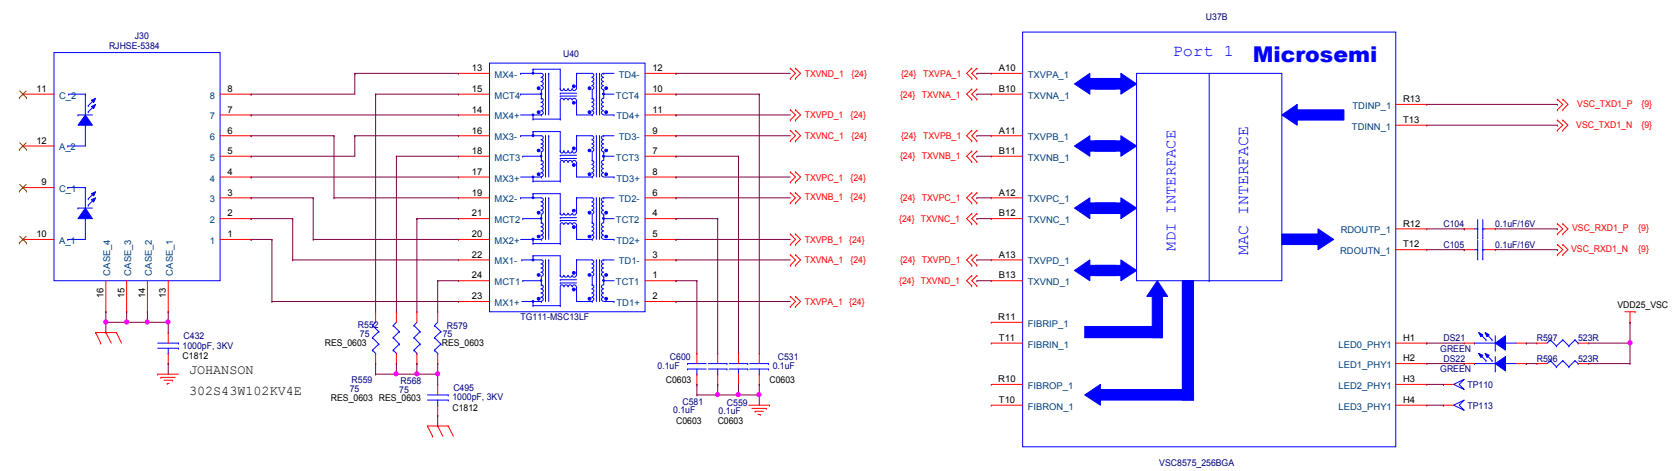 J30
RJHSE-5384
11 C_2
12 A_2
9 C_1
10 A_1
8 8
7 7
6 6
5 5
4 4
3 3
2 2
1 1
CASE_4
CASE_3
CASE_2
CASE_1
16
15
14
13
C432
1000pF, 3KV
C1812
JOHANSON
302S43W102KV4E
U40
13 MX4- TD4- 12
15 MCT4 TCT4 10
14 MX4+ TD4+ 11
16 MX3- TD3- 9
18 MCT3 TCT3 7
17 MX3+ TD3+ 8
19 MX2- TD2- 6
21 MCT2 TCT2 4
20 MX2+ TD2+ 5
22 MX1- TD1- 3
24 MCT1 TCT1 1
23 MX1+ TD1+ 2
TG111-MSC13LF
TXVND_1 {24}
TXVPD_1 {24}
TXVNC_1 {24}
TXVPC_1 {24}
TXVNB_1 {24}
TXVPB_1 {24}
TXVNA_1 {24}
TXVPA_1 {24}
R552
75
RES_0603
R579
75
RES_0603
R559
75
RES_0603
R568
75
RES_0603
C495
1000pF, 3KV
C1812
C600
0.1uF
C0603
C531
0.1uF
C0603
C581
0.1uF
C0603
C559
0.1uF
C0603
U37B
Port 1 Microsemi
{24} TXVPA_1 A10 TXVPA_1
{24} TXVNA_1 B10 TXVNA_1
{24} TXVPB_1 A11 TXVPB_1
{24} TXVNB_1 B11 TXVNB_1
{24} TXVPC_1 A12 TXVPC_1
{24} TXVNC_1 B12 TXVNC_1
{24} TXVPD_1 A13 TXVPD_1
{24} TXVND_1 B13 TXVND_1
R11 FIBRIP_1
T11 FIBRIN_1
R10 FIBROP_1
T10 FIBRON_1
MDI INTERFACE
MAC INTERFACE
TDINP_1 R13 VSC_TXD1_P {9}
TDINN_1 T13 VSC_TXD1_N {9}
RDOUTP_1 R12 C104 0.1uF/16V VSC_RXD1_P {9}
RDOUTN_1 T12 C105 0.1uF/16V VSC_RXD1_N {9}
VDD25_VSC
LED0_PHY1 H1 DS21 GREEN R597 523R
LED1_PHY1 H2 DS22 GREEN R596 523R
LED2_PHY1 H3 TP110
LED3_PHY1 H4 TP113
VSC8575_256BGA